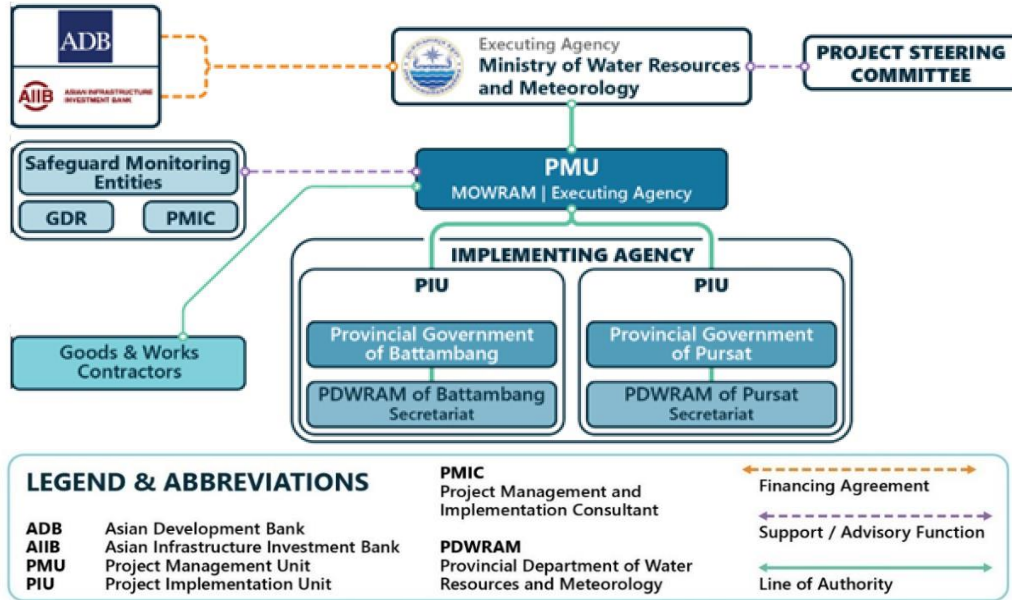 ADB
AIIB
ASIAN INFRASTRUCTURE
INVESTMENT BANK
Executing Agency
Ministry of Water Resources
and Meteorology
PROJECT STEERING
COMMITTEE
Safeguard Monitoring
Entities
GDR
PMIC
PMU
MOWRAM | Executing Agency
IMPLEMENTING AGENCY
PIU
Provincial Government
of Battambang
PDWRAM of Battambang
Secretariat
PIU
Provincial Government
of Pursat
PDWRAM of Pursat
Secretariat
Goods & Works
Contractors
LEGEND & ABBREVIATIONS
ADB Asian Development Bank
AIIB Asian Infrastructure Investment Bank
PMU Project Management Unit
PIU Project Implementation Unit
PMIC
Project Management and
Implementation Consultant
PDWRAM
Provincial Department of Water
Resources and Meteorology
Financing Agreement
Support / Advisory Function
Line of Authority